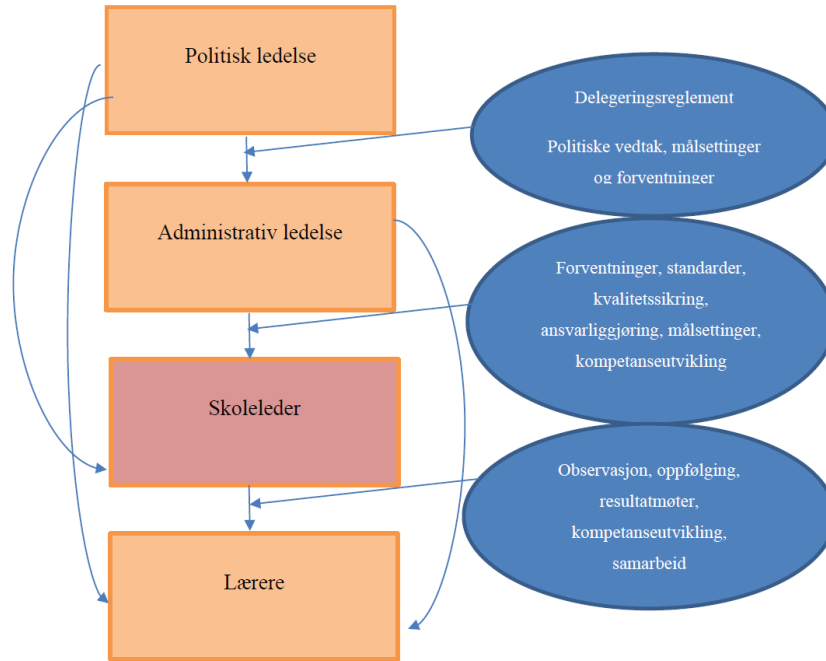 Politisk ledelse
Delegeringsreglement
Politiske vedtak, målsettinger
og forventninger
Administrativ ledelse
Forventninger, standarder,
kvalitetssikring,
ansvarliggjøring, målsettinger,
kompetanseutvikling
Skoleleder
Observasjon, oppfølging,
resultatmøter,
kompetanseutvikling,
samarbeid
Lærere